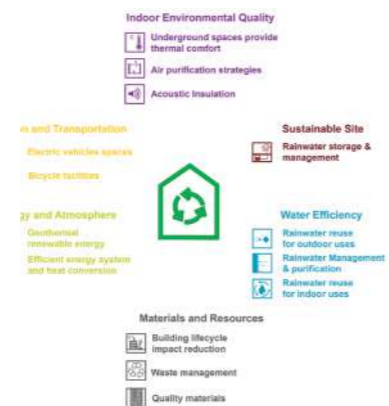 Indoor Environmental Quality
Underground spaces provide
thermal comfort
Air purification strategies
Acoustic Insulation
and Transportation
Electric vehicles spaces
Bicycle facilities
Sustainable Site
Rainwater storage &
management
and Atmosphere
Geothermal
renewable energy
Efficient energy system
and heat conversion
Water Efficiency
Rainwater reuse
for outdoor uses
Rainwater Management
& purification
Rainwater reuse
for indoor uses
Materials and Resources
Building lifecycle
impact reduction
Waste management
Quality materials